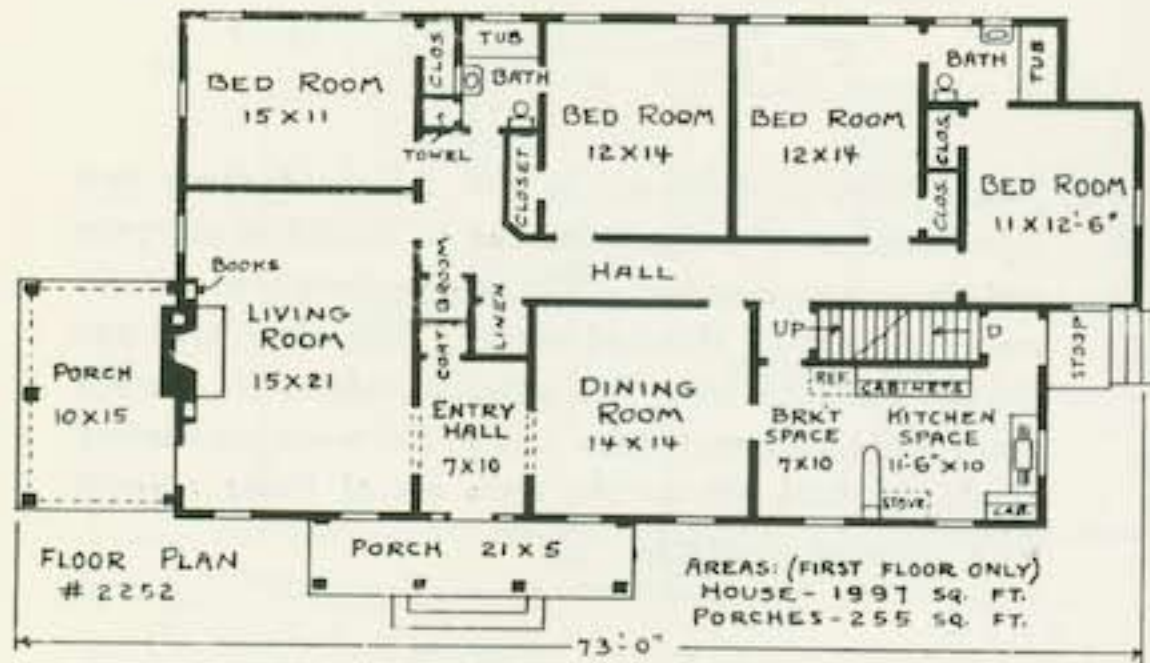 BED ROOM
15 X 11
CLOS.
TUB
BATH
TOWEL
CLOSET
BED ROOM
12 X 14
BED ROOM
12 X 14
BATH
TUB
CLOS.
CLOS.
BED ROOM
11 X 12'-6"
HALL
BROOM
LINEN
BOOKS
LIVING
ROOM
15 X 21
PORCH
10 X 15
COAT
ENTRY
HALL
7 X 10
DINING
ROOM
14 X 14
UP
D
REF.
CABINETS
BRK'T
SPACE
7 X 10
KITCHEN
SPACE
11'-6" X 10
STOVE
CAB.
STOOP
PORCH 21 X 5
FLOOR PLAN
# 2252
AREAS: (FIRST FLOOR ONLY)
HOUSE - 1997 SQ. FT.
PORCHES - 255 SQ. FT.
73'-0"